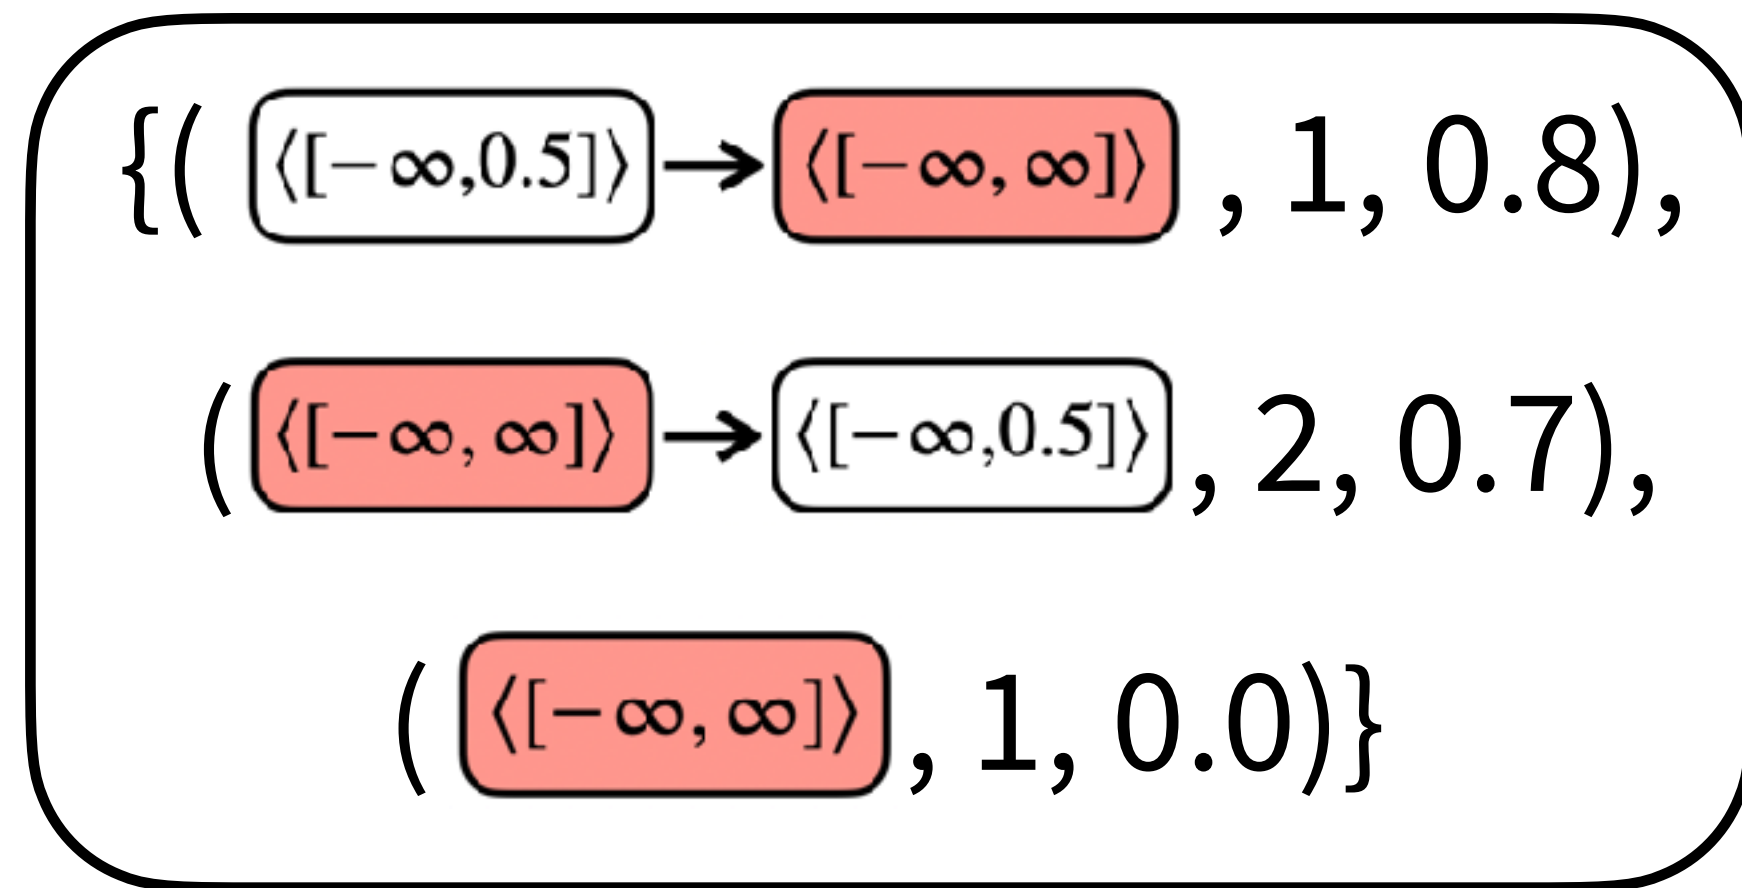 {( ⟨[−∞,0.5]⟩ → ⟨[−∞, ∞]⟩ , 1, 0.8),
( ⟨[−∞, ∞]⟩ → ⟨[−∞,0.5]⟩ , 2, 0.7),
( ⟨[−∞, ∞]⟩ , 1, 0.0)}